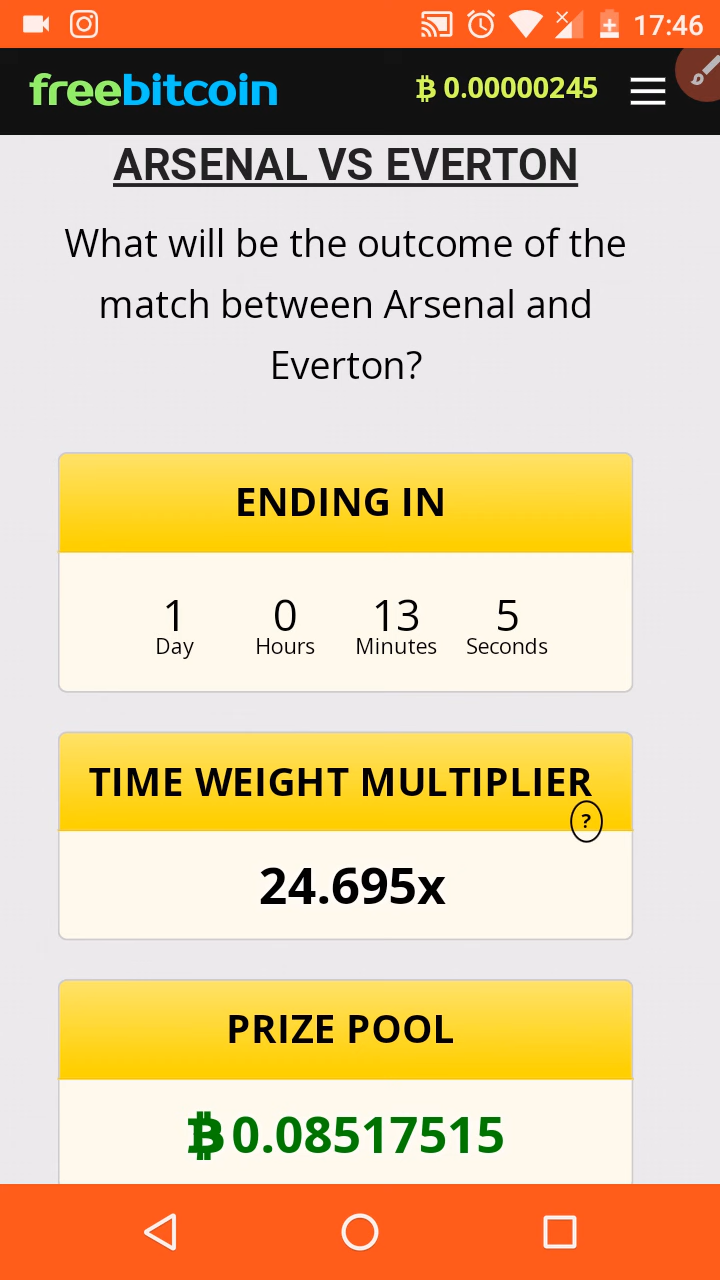 17:46
freebitcoin 0.00000245
ARSENAL VS EVERTON
What will be the outcome of the
match between Arsenal and
Everton?
ENDING IN
1 0 13 5
Day Hours Minutes Seconds
TIME WEIGHT MULTIPLIER
?
24.695x
PRIZE POOL
₿ 0.08517515